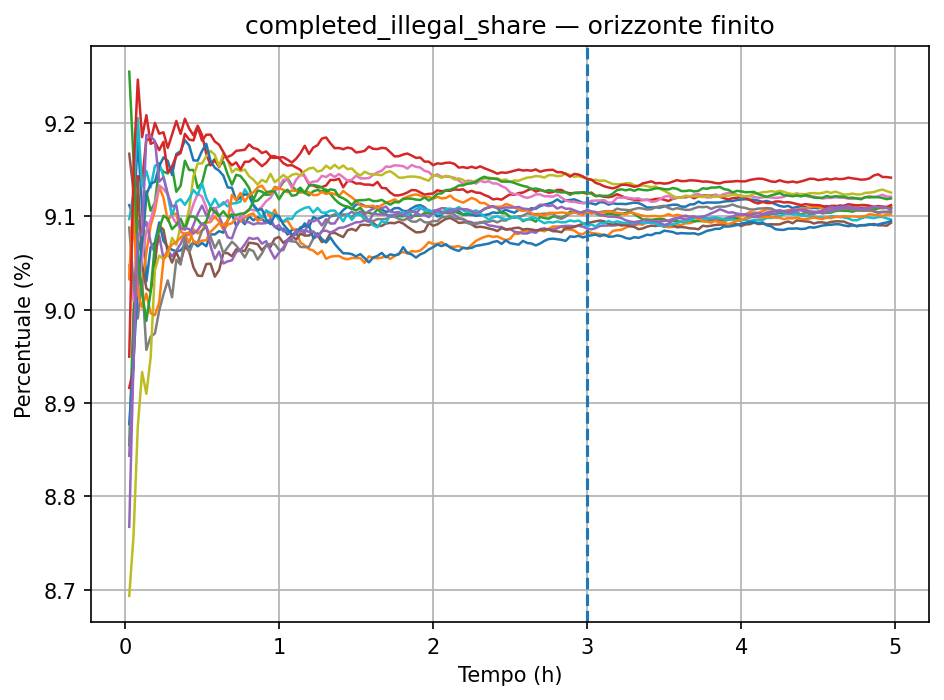 completed_illegal_share — orizzonte finito
Percentuale (%)
9.2
9.1
9.0
8.9
8.8
8.7
0 1 2 3 4 5
Tempo (h)